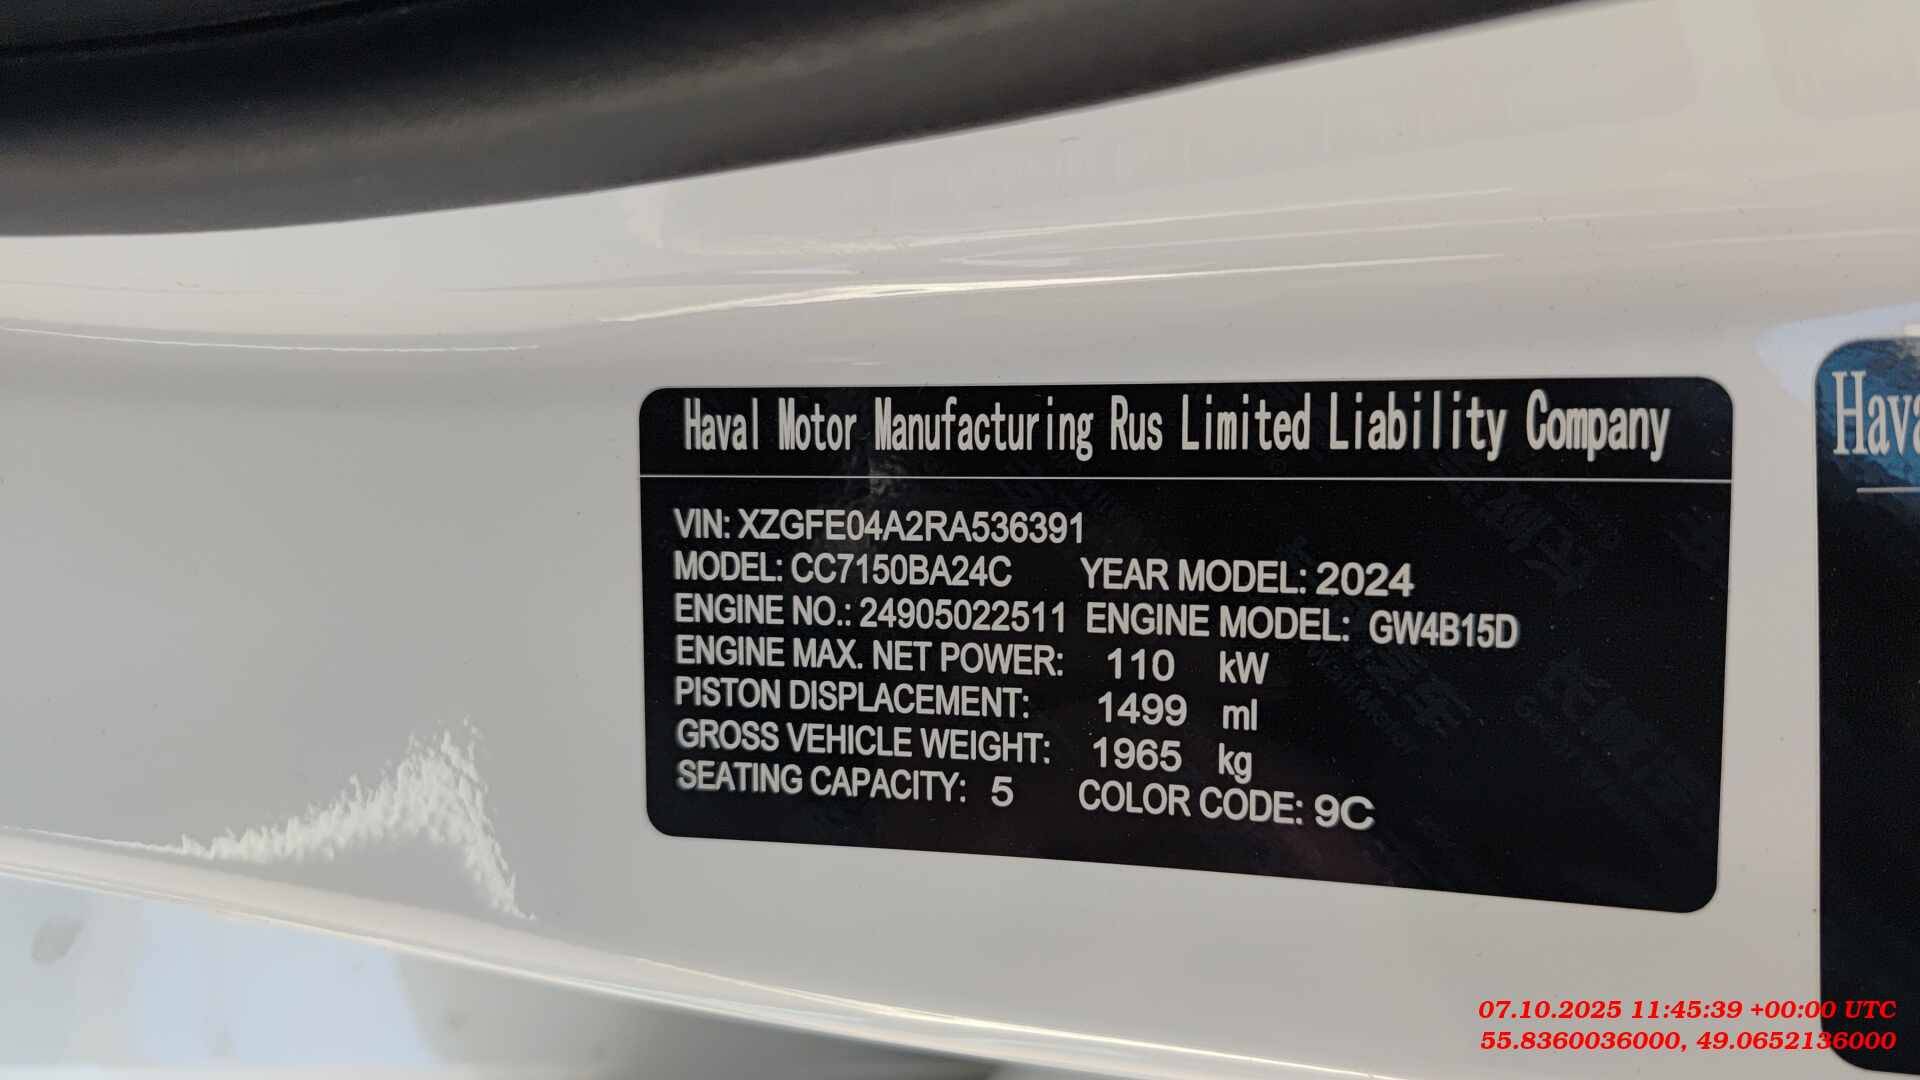 Haval Motor Manufacturing Rus Limited Liability Company
VIN: XZGFE04A2RA536391
MODEL: CC7150BA24C YEAR MODEL: 2024
ENGINE NO.: 24905022511 ENGINE MODEL: GW4B15D
ENGINE MAX. NET POWER: 110 kW
PISTON DISPLACEMENT: 1499 ml
GROSS VEHICLE WEIGHT: 1965 kg
SEATING CAPACITY: 5 COLOR CODE: 9C
07.10.2025 11:45:39 +00:00 UTC
55.8360036000, 49.0652136000